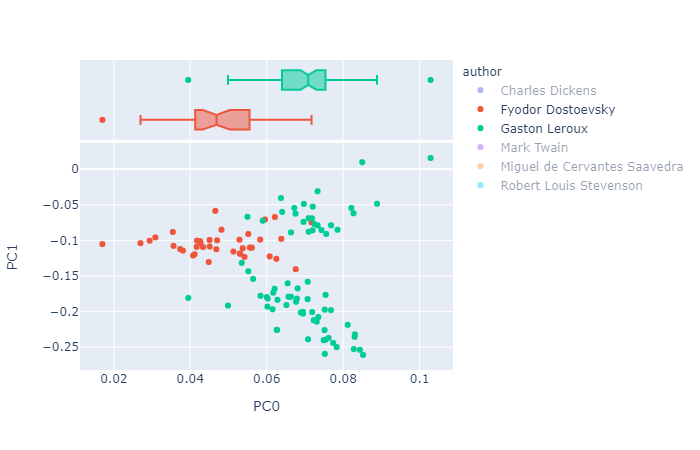 author
Charles Dickens
Fyodor Dostoevsky
Gaston Leroux
Mark Twain
Miguel de Cervantes Saavedra
Robert Louis Stevenson
0
−0.05
−0.1
−0.15
−0.2
−0.25
PC1
0.02 0.04 0.06 0.08 0.1
PC0